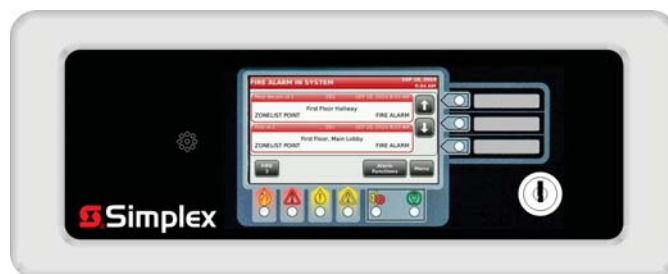 FIRE ALARM IN SYSTEM
First Floor Hallway
ZONELIST POINT FIRE ALARM
First Floor, Main Lobby
ZONELIST POINT FIRE ALARM
FIRE
Alarm Functions
Menu
Simplex